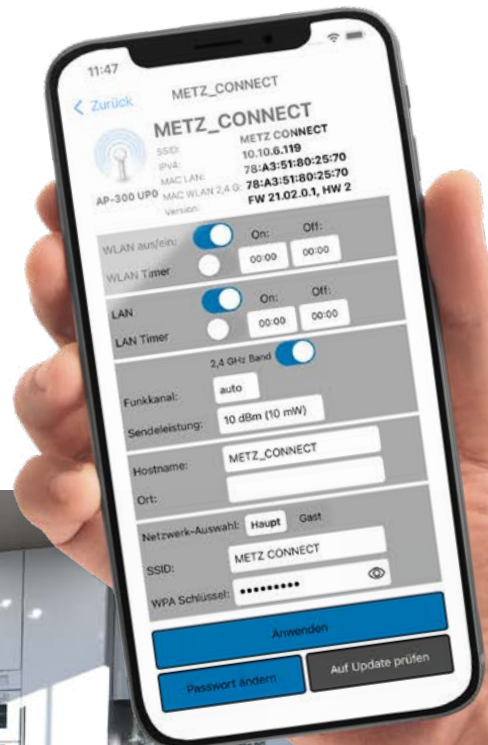 11:47
Zurück METZ_CONNECT
METZ_CONNECT
SSID: METZ CONNECT
IPV4: 10.10.6.119
MAC LAN: 78:A3:51:80:25:70
AP-300 UP0 MAC WLAN 2,4 G: 78:A3:51:80:25:70
Version: FW 21.02.0.1, HW 2
WLAN aus/ein: On: Off:
WLAN Timer 00:00 00:00
LAN On: Off:
LAN Timer 00:00 00:00
2,4 GHz Band
Funkkanal: auto
Sendeleistung: 10 dBm (10 mW)
Hostname: METZ_CONNECT
Ort:
Netzwerk-Auswahl: Haupt Gast
SSID: METZ CONNECT
WPA Schlüssel: •••••••••
Anwenden
Passwort ändern Auf Update prüfen